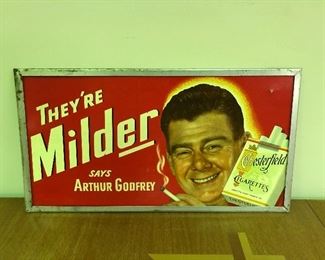 THEY'RE
Milder
SAYS
ARTHUR GODFREY
Chesterfield
CIGARETTES